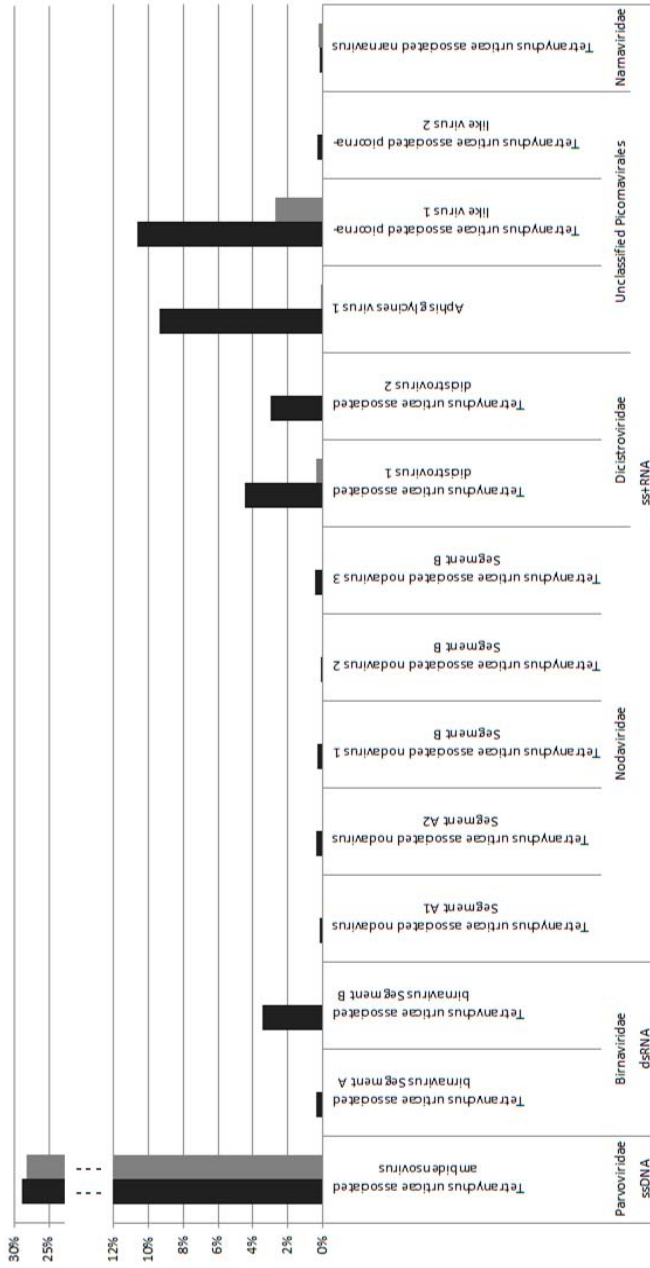 30%
25%
12%
10%
8%
6%
4%
2%
0%
Tetranychus urticae associated
ambidensovirus
Tetranychus urticae associated
birnavirus Segment A
Tetranychus urticae associated
birnavirus Segment B
Tetranychus urticae associated nodavirus
Segment A1
Tetranychus urticae associated nodavirus
Segment A2
Tetranychus urticae associated nodavirus 1
Segment B
Tetranychus urticae associated nodavirus 2
Segment B
Tetranychus urticae associated nodavirus 3
Segment B
Tetranychus urticae associated
dicistrovirus 1
Tetranychus urticae associated
dicistrovirus 2
Aphis glycines virus 1
Tetranychus urticae associated picorna-
like virus 1
Tetranychus urticae associated picorna-
like virus 2
Tetranychus urticae associated narnavirus
Parvoviridae
Birnaviridae
Nodaviridae
Dicistroviridae
Unclassified Picornavirales
Narnaviridae
ssDNA
dsRNA
ss+RNA